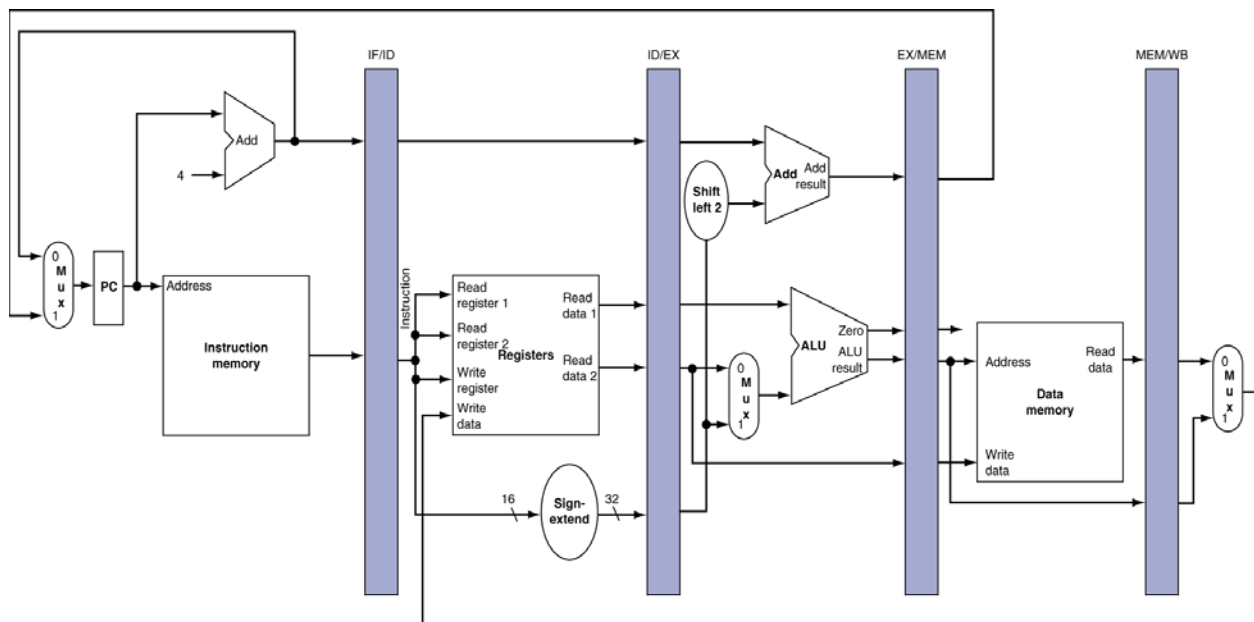 IF/ID
ID/EX
EX/MEM
MEM/WB
Add
4
Shift
left 2
Add
Add
result
0
M
u
x
1
PC
Address
Instruction
memory
Instruction
Read
register 1
Read
register 2
Write
register
Write
data
Registers
Read
data 1
Read
data 2
16
Sign-
extend
32
0
M
u
x
1
ALU
Zero
ALU
result
Address
Read
data
Data
memory
Write
data
0
M
u
x
1